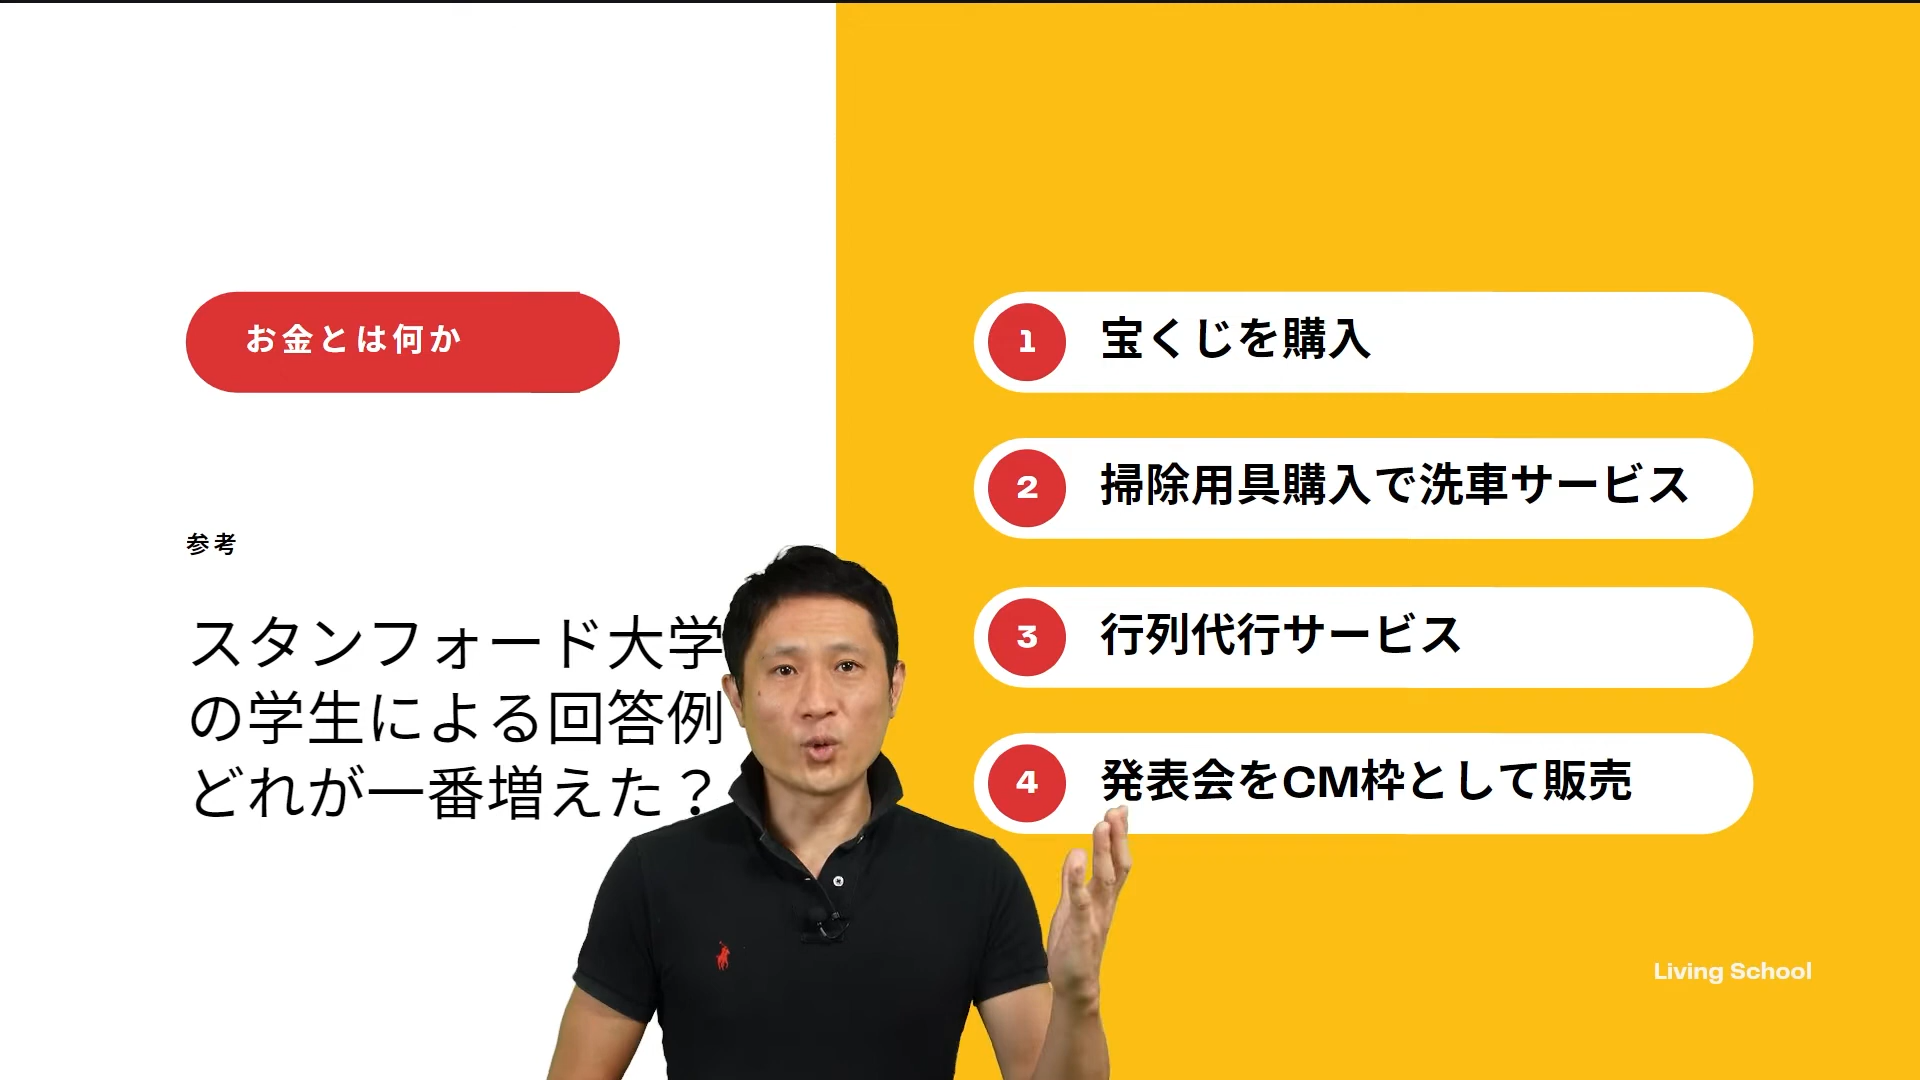 お金とは何か
参考
スタンフォード大学
の学生による回答例
どれが一番増えた？
1 宝くじを購入
2 掃除用具購入で洗車サービス
3 行列代行サービス
4 発表会をCM枠として販売
Living School